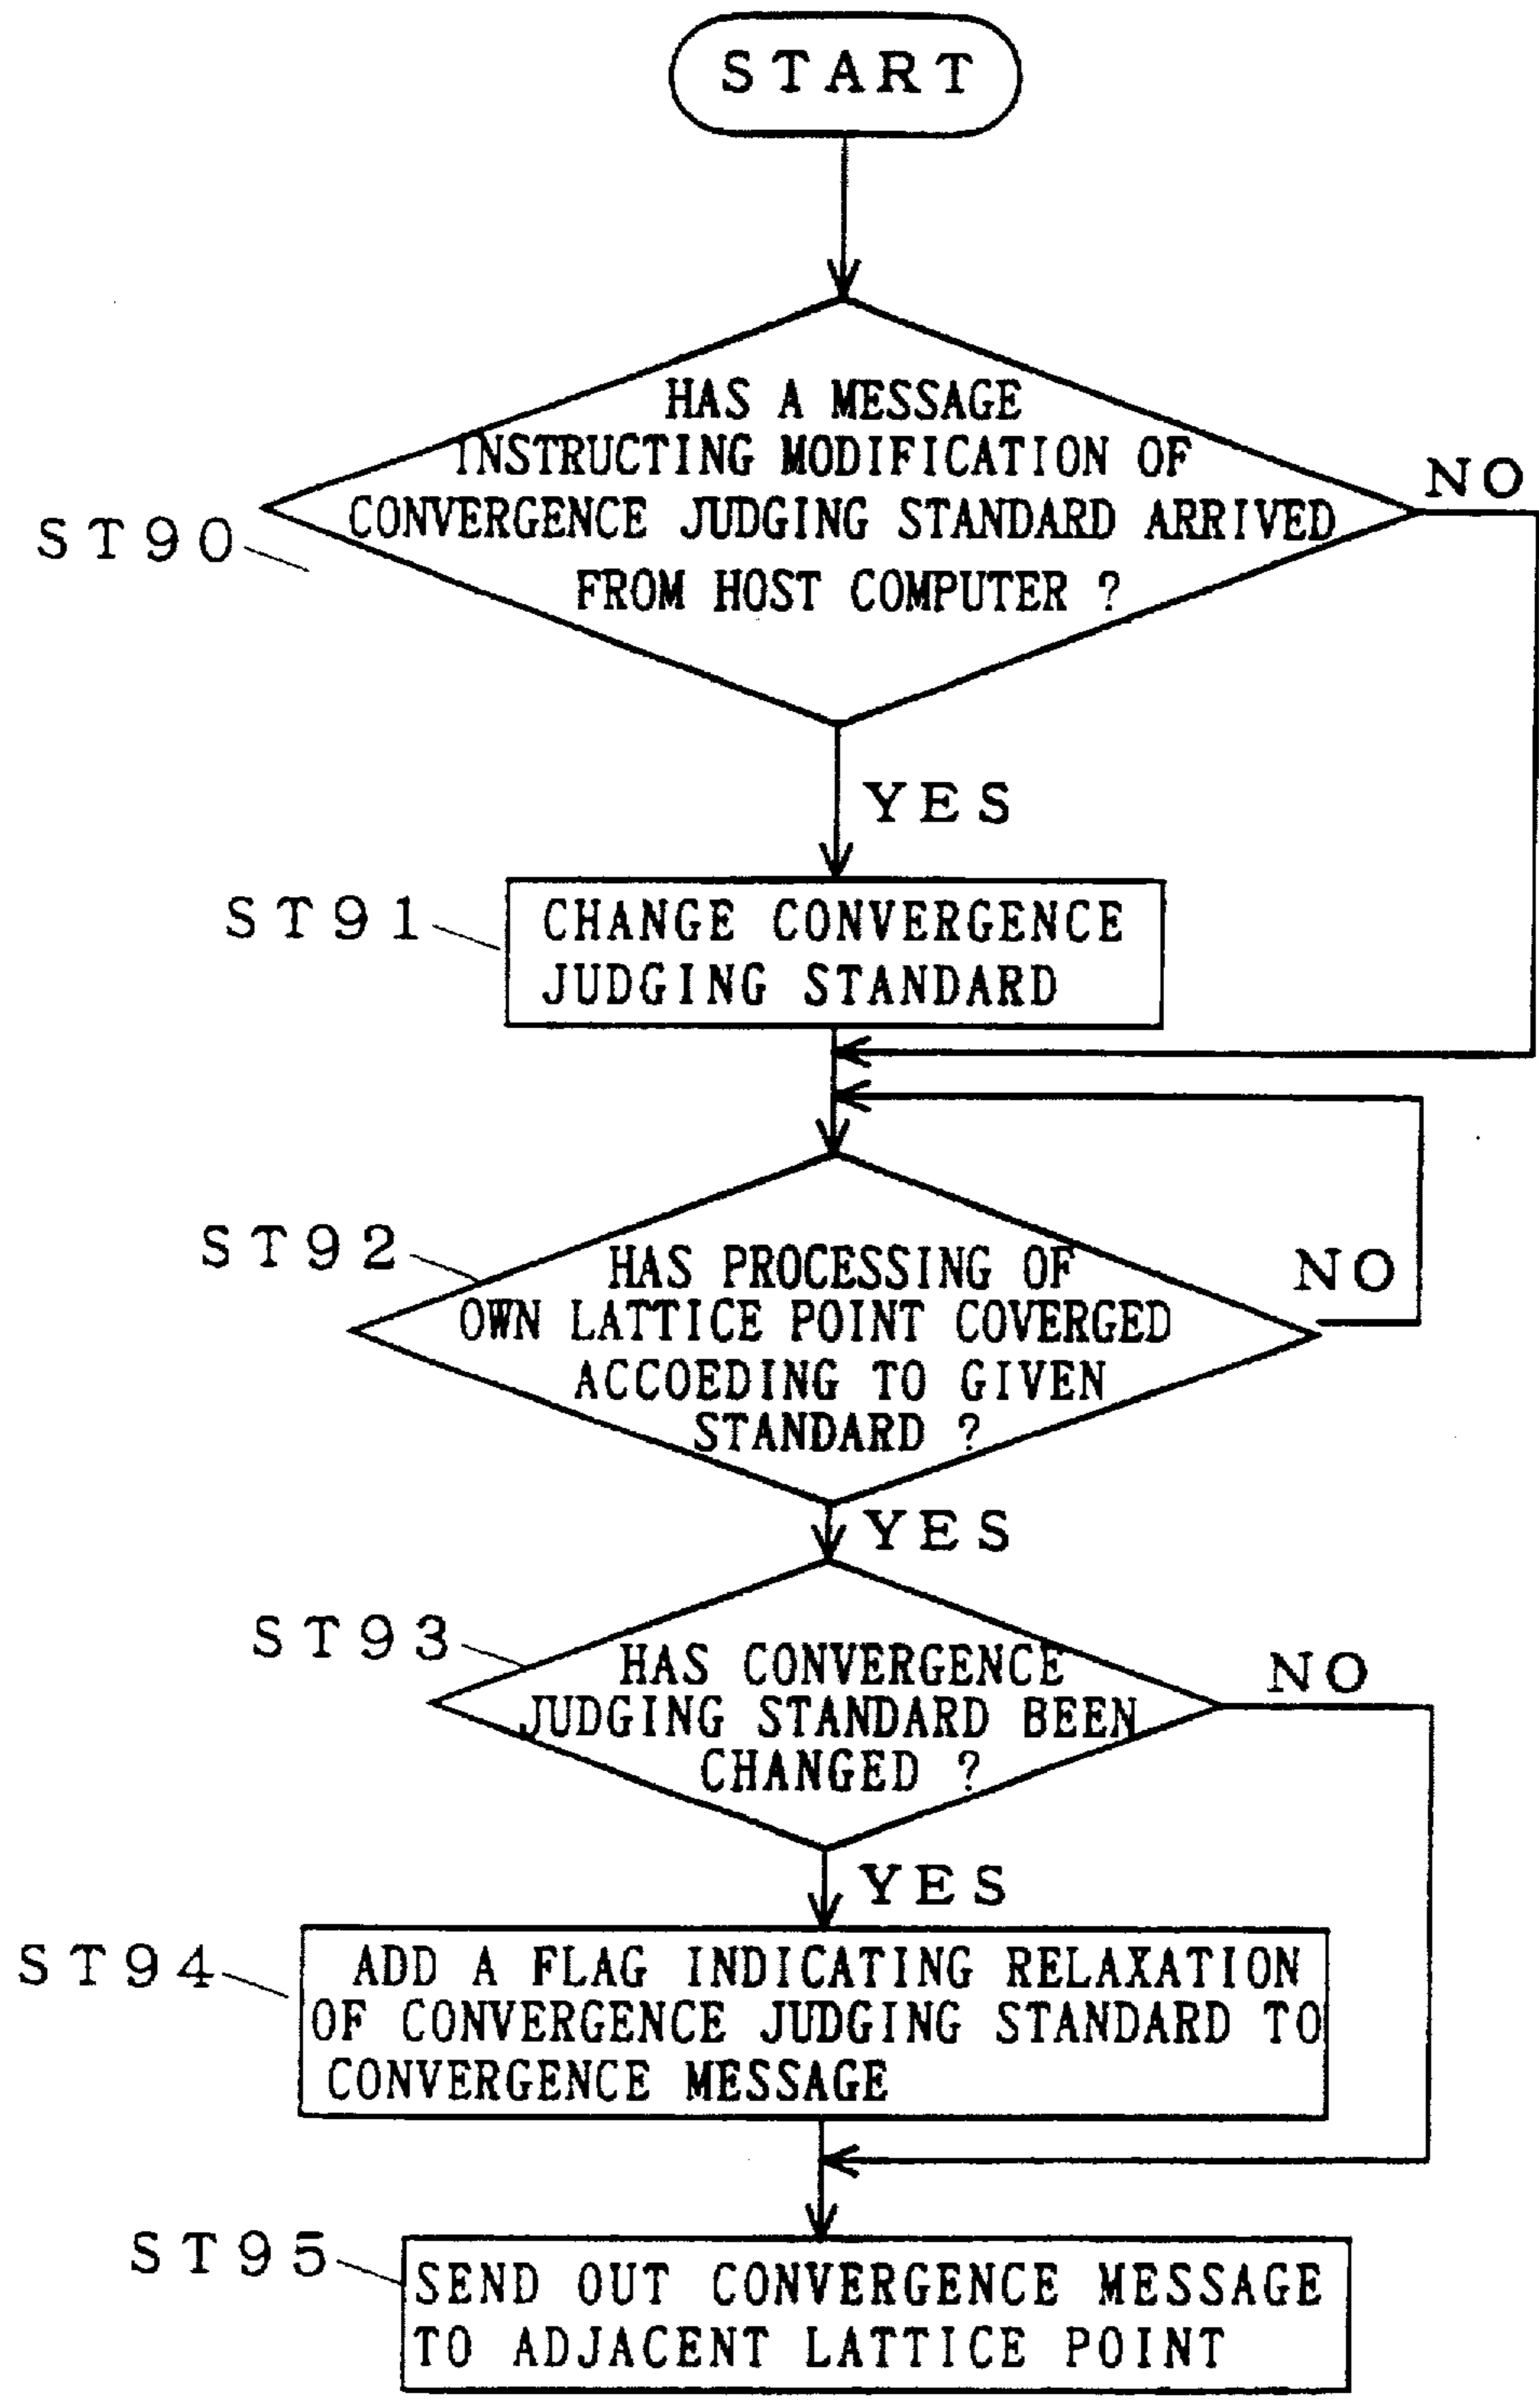 START
HAS A MESSAGE
INSTRUCTING MODIFICATION OF
CONVERGENCE JUDGING STANDARD ARRIVED
FROM HOST COMPUTER ?
NO
ST90
YES
ST91
CHANGE CONVERGENCE
JUDGING STANDARD
ST92
HAS PROCESSING OF
OWN LATTICE POINT COVERGED
ACCOEDING TO GIVEN
STANDARD ?
NO
YES
ST93
HAS CONVERGENCE
JUDGING STANDARD BEEN
CHANGED ?
NO
YES
ST94
ADD A FLAG INDICATING RELAXATION
OF CONVERGENCE JUDGING STANDARD TO
CONVERGENCE MESSAGE
ST95
SEND OUT CONVERGENCE MESSAGE
TO ADJACENT LATTICE POINT